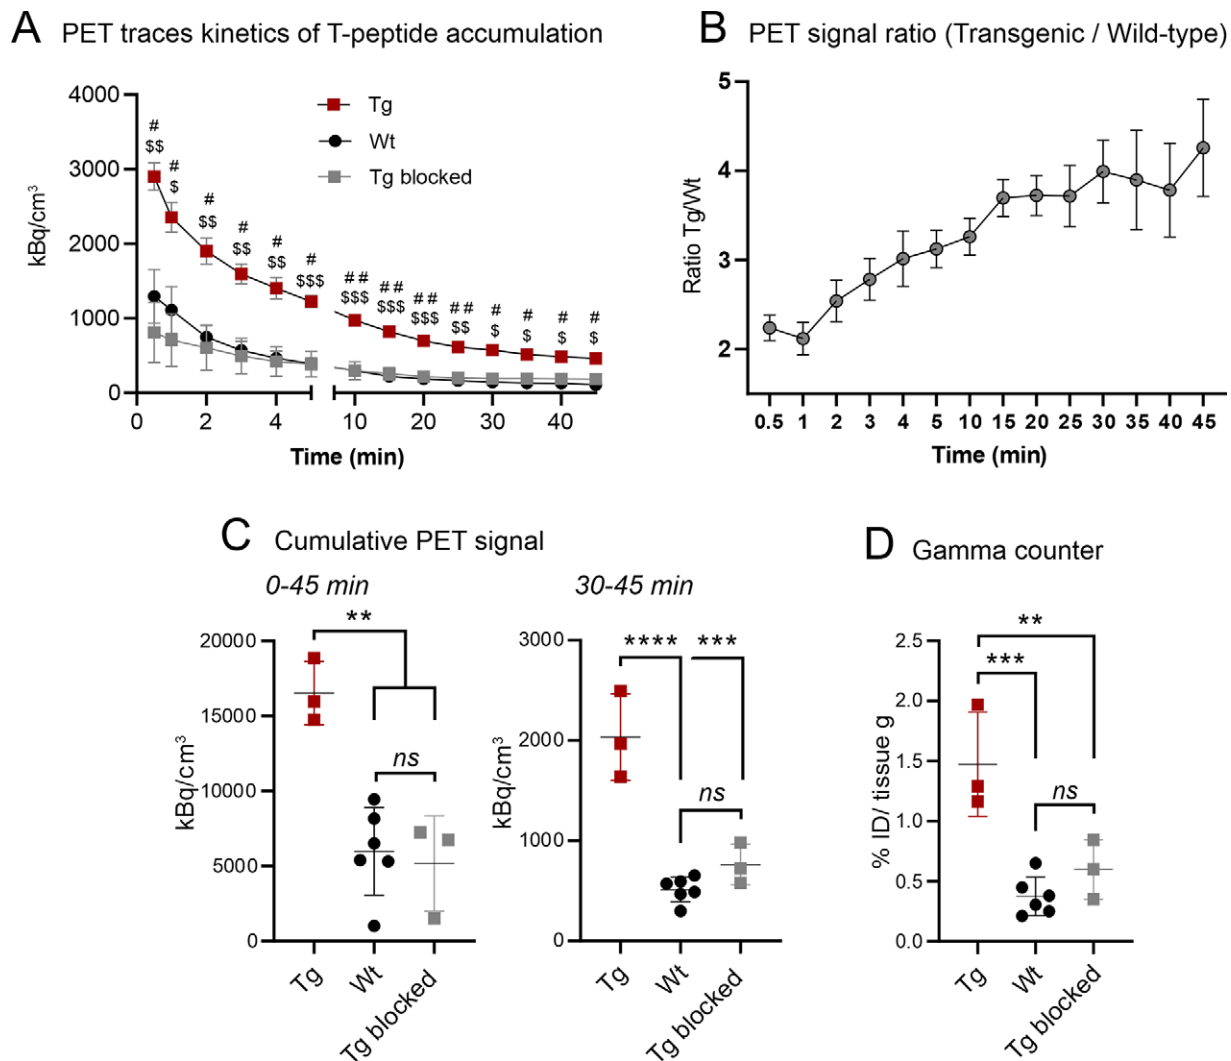 A PET traces kinetics of T-peptide accumulation
4000
3000
2000
1000
0
kBq/cm³
Tg
Wt
Tg blocked
# # # # # # ## ## ## ## # # # #
$$ $ $$ $$ $$ $$$ $$$ $$$ $$$ $$ $ $ $ $
0 2 4 10 20 30 40
Time (min)
B PET signal ratio (Transgenic / Wild-type)
5
4
3
2
Ratio Tg/Wt
0.5 1 2 3 4 5 10 15 20 25 30 35 40 45
Time (min)
C Cumulative PET signal
0-45 min
20000
15000
10000
5000
0
kBq/cm³
**
ns
Tg Wt Tg blocked
30-45 min
3000
2000
1000
0
kBq/cm³
**** ***
ns
Tg Wt Tg blocked
D Gamma counter
2.5
2.0
1.5
1.0
0.5
0.0
% ID/ tissue g
**
***
ns
Tg Wt Tg blocked